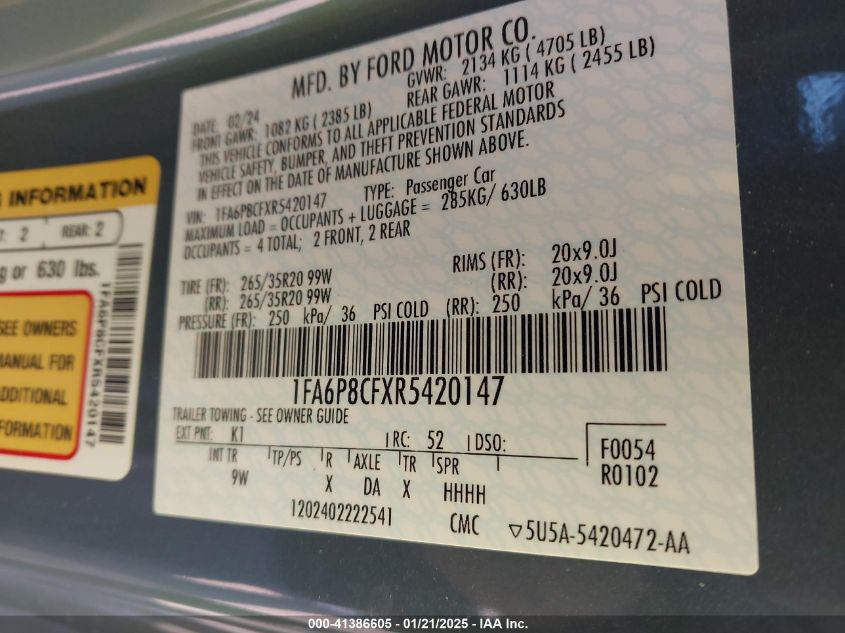 MFD. BY FORD MOTOR CO.
DATE: 02/24 GVWR: 2134 KG ( 4705 LB)
FRONT GAWR: 1082 KG ( 2385 LB) REAR GAWR: 1114 KG ( 2455 LB)
THIS VEHICLE CONFORMS TO ALL APPLICABLE FEDERAL MOTOR
VEHICLE SAFETY, BUMPER, AND THEFT PREVENTION STANDARDS
IN EFFECT ON THE DATE OF MANUFACTURE SHOWN ABOVE.
VIN: 1FA6P8CFXR5420147 TYPE: Passenger Car
MAXIMUM LOAD = OCCUPANTS + LUGGAGE = 285KG/ 630LB
OCCUPANTS = 4 TOTAL; 2 FRONT, 2 REAR
TIRE (FR): 265/35R20 99W RIMS (FR): 20x9.0J
(RR): 265/35R20 99W (RR): 20x9.0J
PRESSURE (FR): 250 kPa/ 36 PSI COLD (RR): 250 kPa/ 36 PSI COLD
1FA6P8CFXR5420147
TRAILER TOWING - SEE OWNER GUIDE
EXT PNT: K1 RC: 52 DSO:
INT TR TP/PS R AXLE TR SPR
9W X DA X HHHH
F0054
R0102
1202402222541 CMC 5U5A-5420472-AA
INFORMATION
: 2 REAR: 2
g or 630 lbs.
SEE OWNERS
MANUAL FOR
ADDITIONAL
FORMATION
1FA6P8CFXR5420147
000-41386605 - 01/21/2025 - IAA Inc.